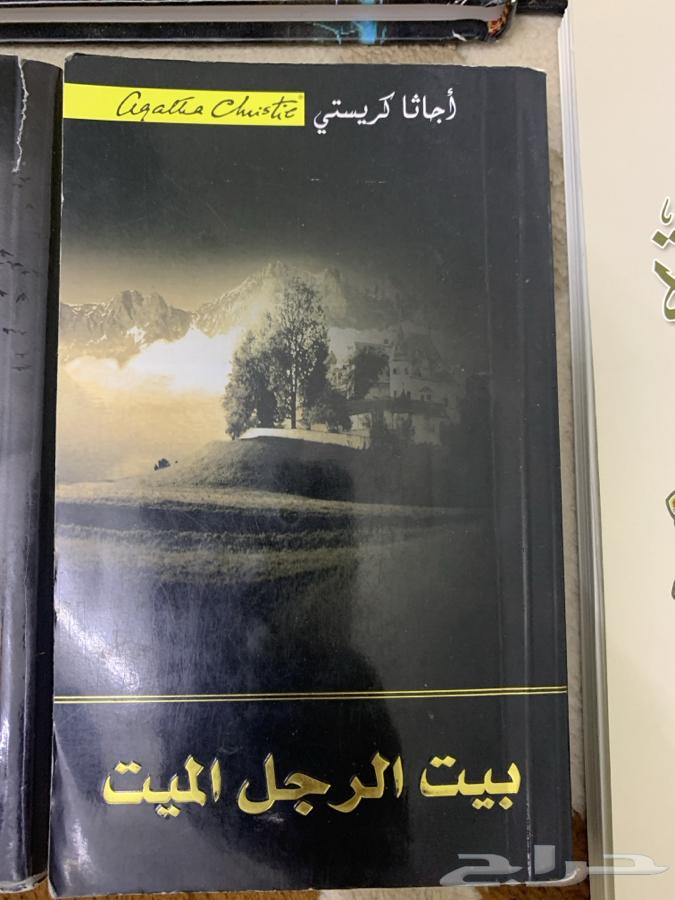 أجاثا كريستي Agatha Christie®
بيت الرجل الميت
حراج